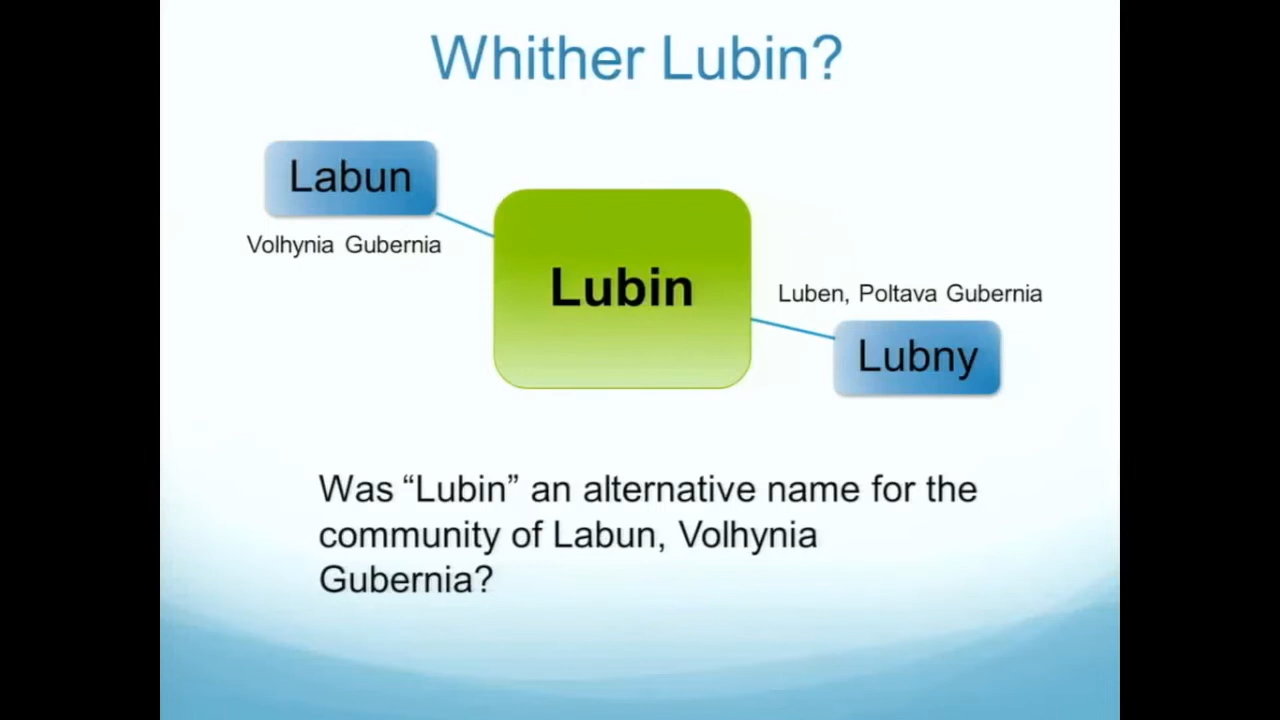 Whither Lubin?
Labun
Volhynia Gubernia
Lubin
Luben, Poltava Gubernia
Lubny
Was “Lubin” an alternative name for the
community of Labun, Volhynia
Gubernia?